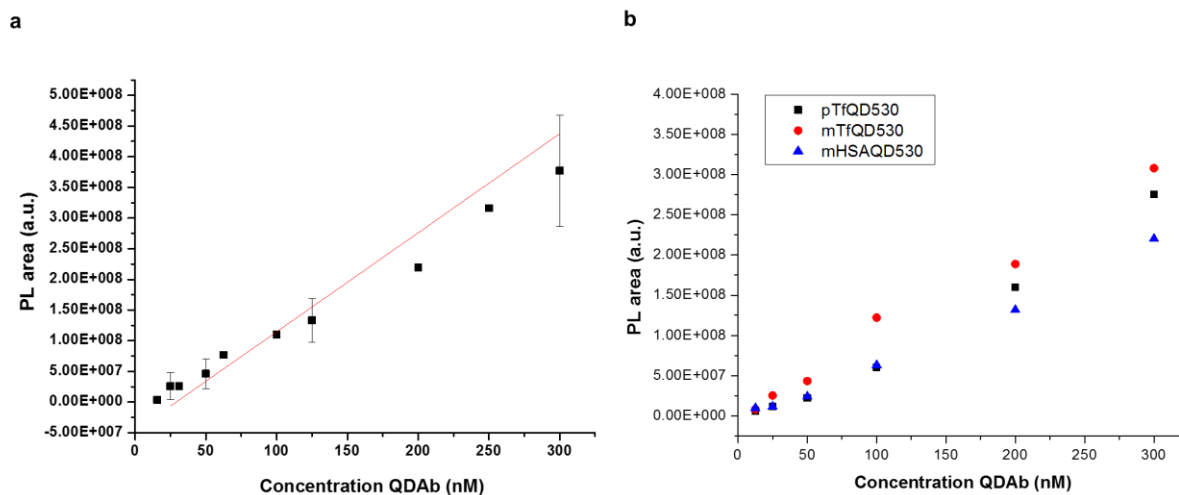 a
5.00E+008
4.50E+008
4.00E+008
3.50E+008
3.00E+008
2.50E+008
2.00E+008
1.50E+008
1.00E+008
5.00E+007
0.00E+000
-5.00E+007
PL area (a.u.)
0 50 100 150 200 250 300
Concentration QDAb (nM)
b
4.00E+008
3.50E+008
3.00E+008
2.50E+008
2.00E+008
1.50E+008
1.00E+008
5.00E+007
0.00E+000
PL area (a.u.)
pTfQD530
mTfQD530
mHSAQD530
0 50 100 150 200 250 300
Concentration QDAb (nM)